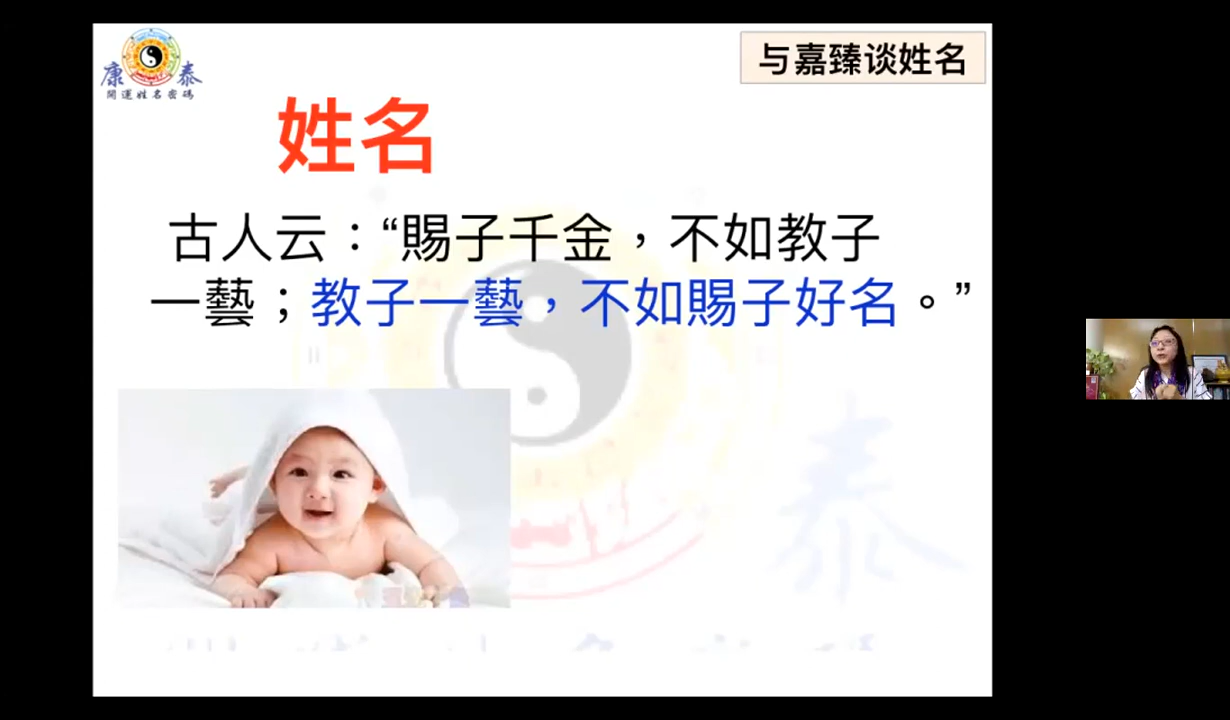 康 泰
開運姓名密碼
与嘉臻谈姓名
姓名
古人云：“賜子千金，不如教子
一藝；教子一藝，不如賜子好名。”
泰